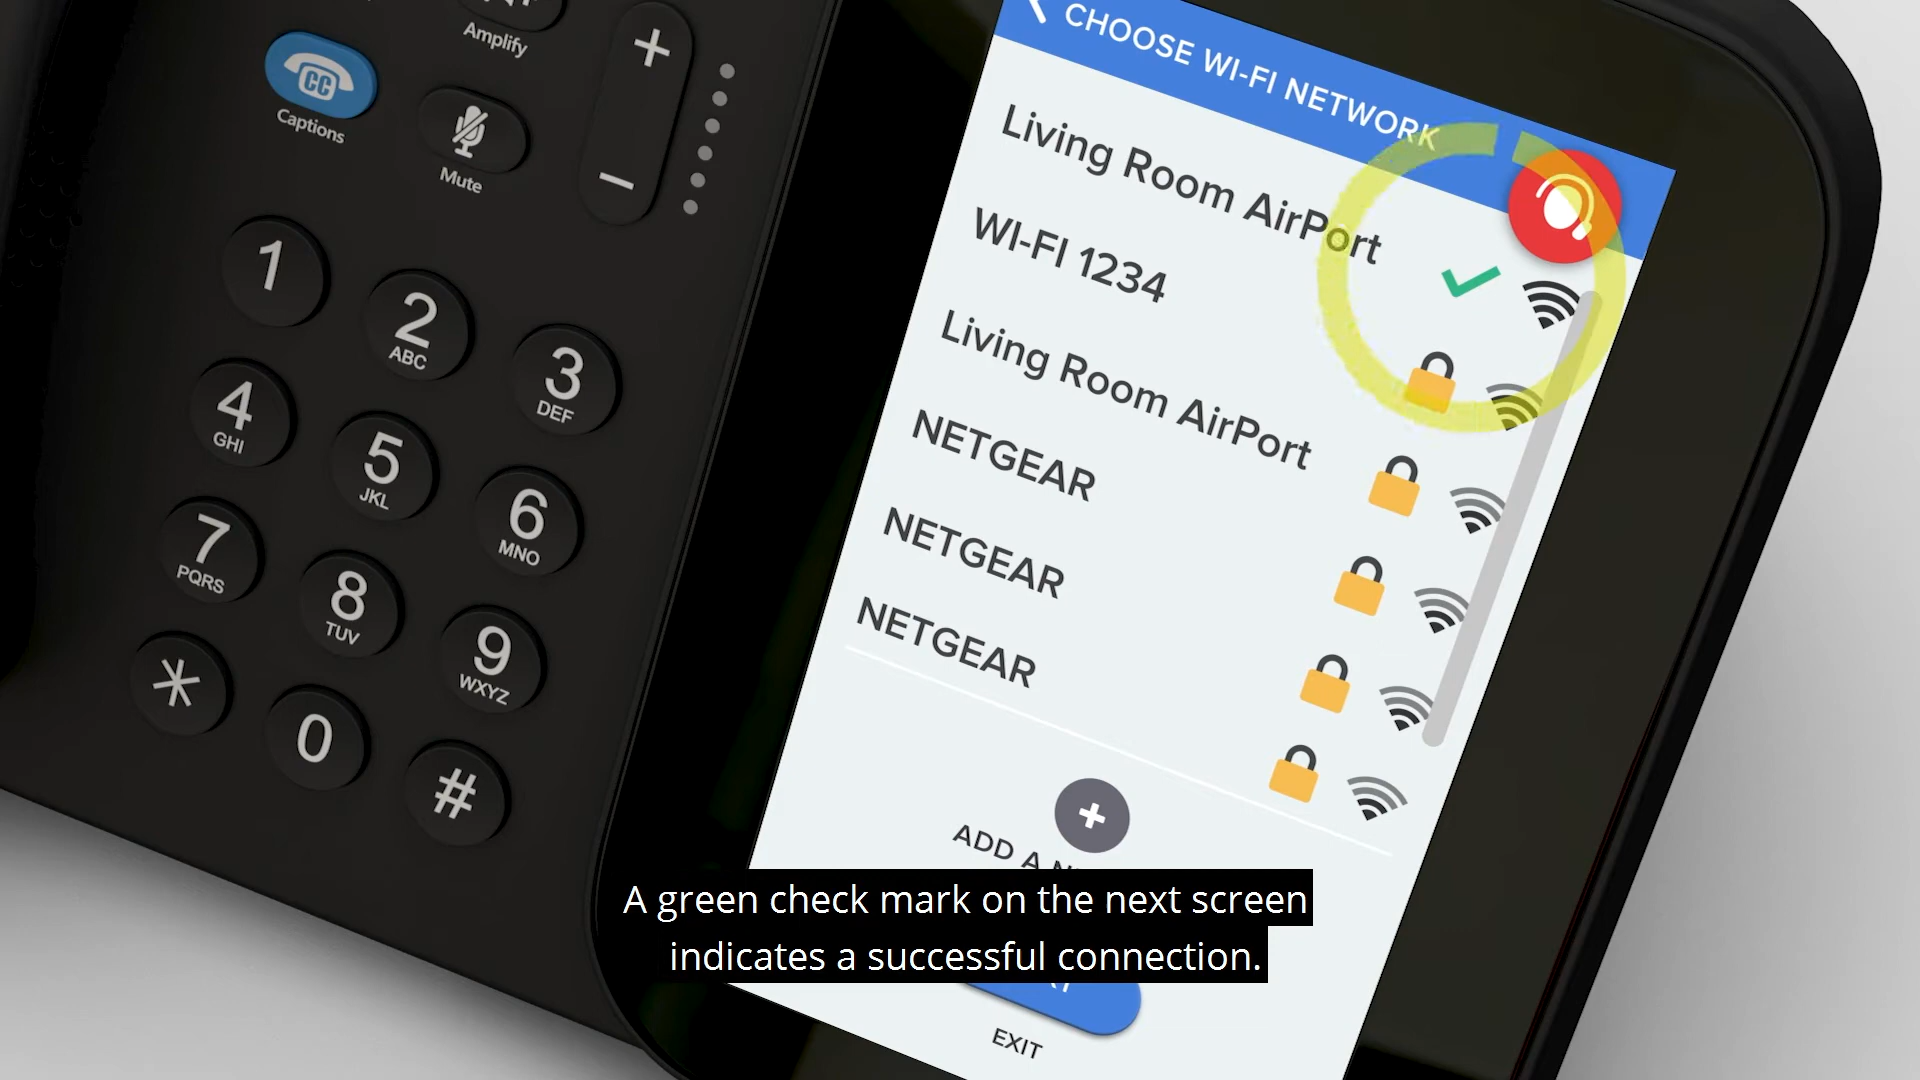 Amplify
+
CC
Captions
Mute
−
1
2
ABC
3
DEF
4
GHI
5
JKL
6
MNO
7
PQRS
8
TUV
9
WXYZ
*
0
#
CHOOSE WI-FI NETWORK
Living Room AirPort
WI-FI 1234
Living Room AirPort
NETGEAR
NETGEAR
NETGEAR
+
ADD A
A green check mark on the next screen
indicates a successful connection.
EXIT